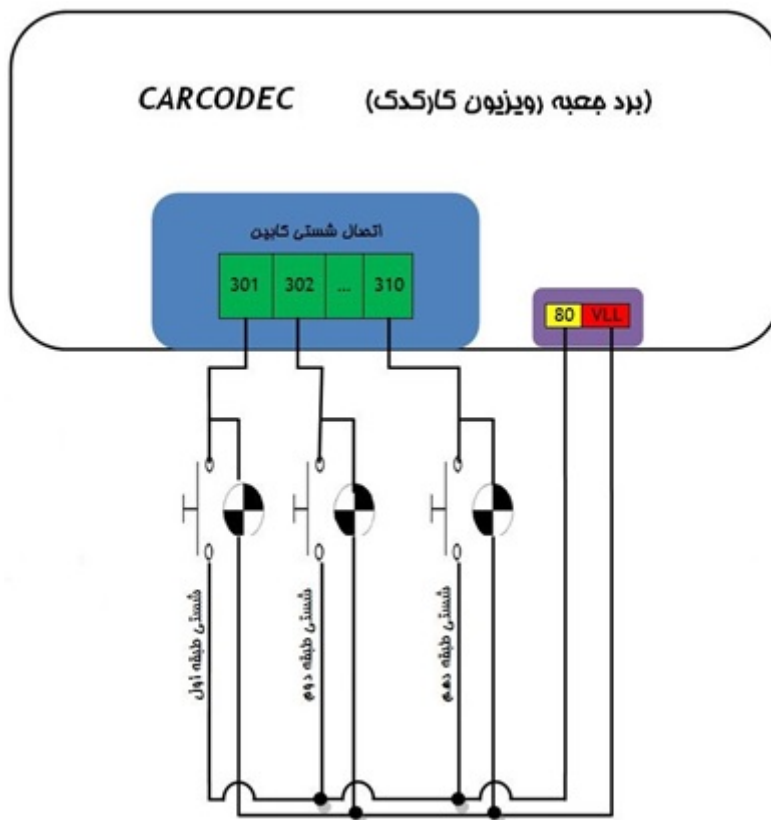 CARCODEC (برد جعبه رویزیون کارکدک)
اتصال شستی کابین
301 302 ... 310
80 VLL
شستی طبقه اول
شستی طبقه دوم
شستی طبقه دهم